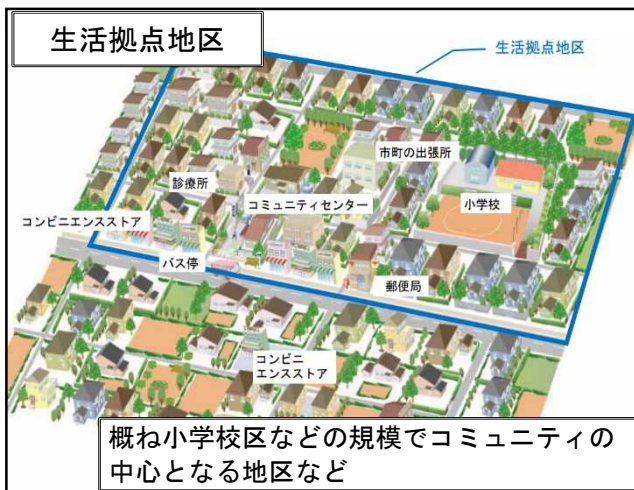 生活拠点地区
生活拠点地区
市町の出張所
診療所
コミュニティセンター
小学校
コンビニエンスストア
バス停
郵便局
コンビニ
エンスストア
概ね小学校区などの規模でコミュニティの
中心となる地区など